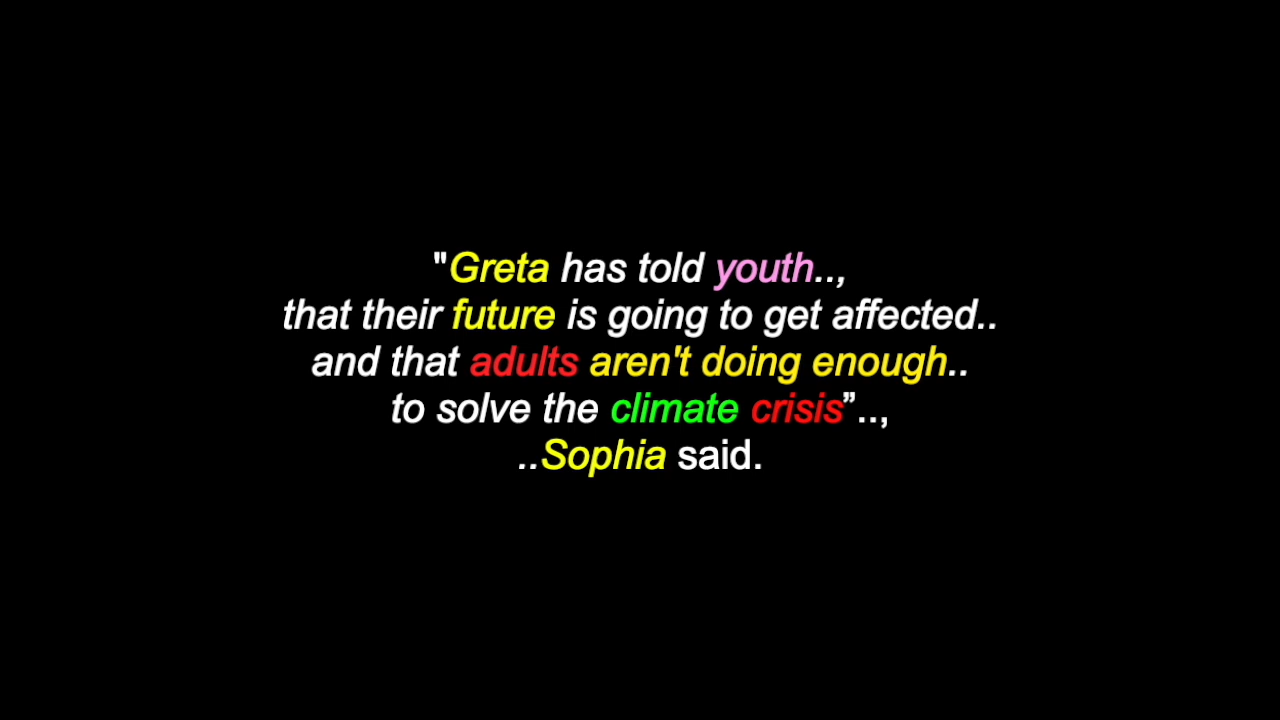 "Greta has told youth..,
that their future is going to get affected..
and that adults aren't doing enough..
to solve the climate crisis”..,
..Sophia said.